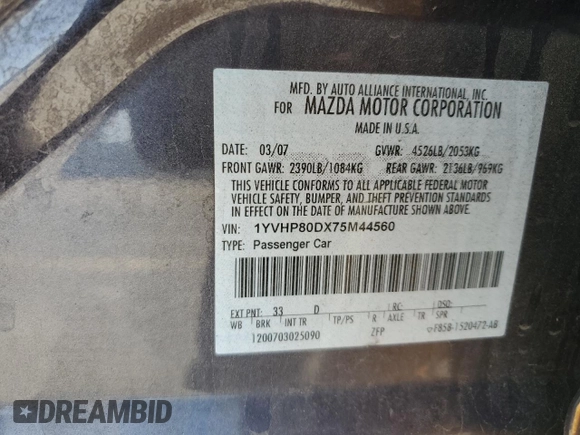 MFD. BY AUTO ALLIANCE INTERNATIONAL, INC.
FOR MAZDA MOTOR CORPORATION
MADE IN U.S.A.
DATE: 03/07 GVWR: 4526LB/2053KG
FRONT GAWR: 2390LB/1084KG REAR GAWR: 2136LB/969KG
THIS VEHICLE CONFORMS TO ALL APPLICABLE FEDERAL MOTOR
VEHICLE SAFETY, BUMPER, AND THEFT PREVENTION STANDARDS
IN EFFECT ON THE DATE OF MANUFACTURE SHOWN ABOVE.
VIN: 1YVHP80DX75M44560
TYPE: Passenger Car
EXT PNT: 33 D RC: DSO:
WB BRK INT TR TP/PS R AXLE TR SPR
1200703025090 ZFP F85B-1520472-AB
DREAMBID